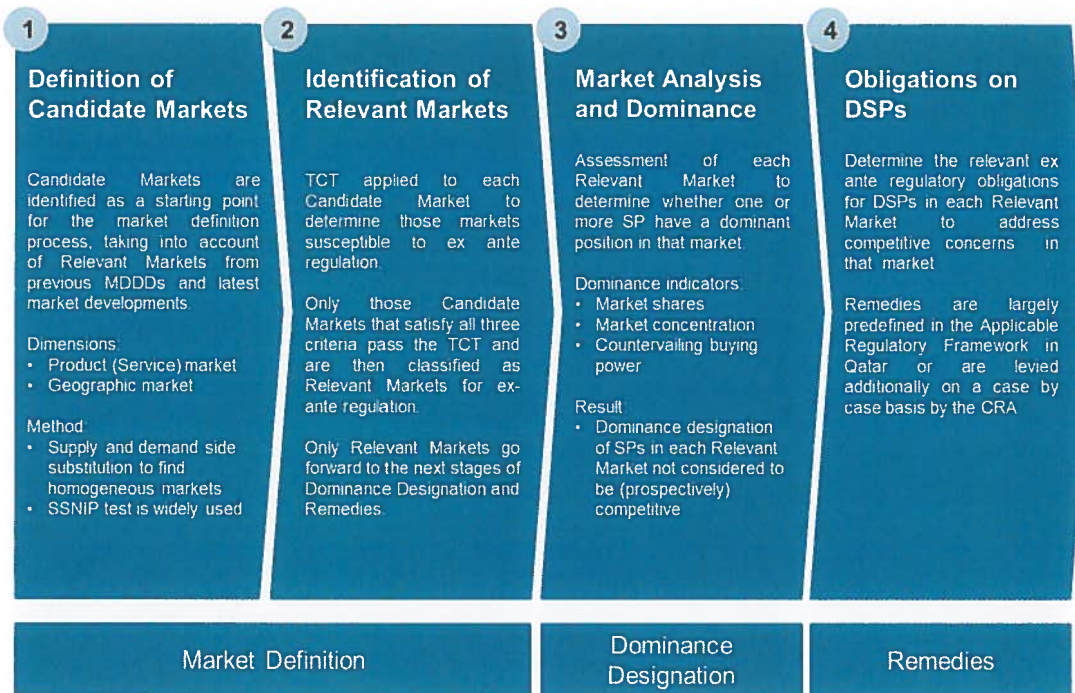 1
Definition of
Candidate Markets
Candidate Markets are
identified as a starting point
for the market definition
process, taking into account
of Relevant Markets from
previous MDDDs and latest
market developments.
Dimensions:
• Product (Service) market
• Geographic market
Method:
• Supply and demand side
substitution to find
homogeneous markets
• SSNIP test is widely used
2
Identification of
Relevant Markets
TCT applied to each
Candidate Market to
determine those markets
susceptible to ex ante
regulation.
Only those Candidate
Markets that satisfy all three
criteria pass the TCT and
are then classified as
Relevant Markets for ex-
ante regulation.
Only Relevant Markets go
forward to the next stages of
Dominance Designation and
Remedies.
3
Market Analysis
and Dominance
Assessment of each
Relevant Market to
determine whether one or
more SP have a dominant
position in that market.
Dominance indicators:
• Market shares
• Market concentration
• Countervailing buying
power
Result:
• Dominance designation
of SPs in each Relevant
Market not considered to
be (prospectively)
competitive
4
Obligations on
DSPs
Determine the relevant ex
ante regulatory obligations
for DSPs in each Relevant
Market to address
competitive concerns in
that market
Remedies are largely
predefined in the Applicable
Regulatory Framework in
Qatar or are levied
additionally on a case by
case basis by the CRA
Market Definition
Dominance
Designation
Remedies